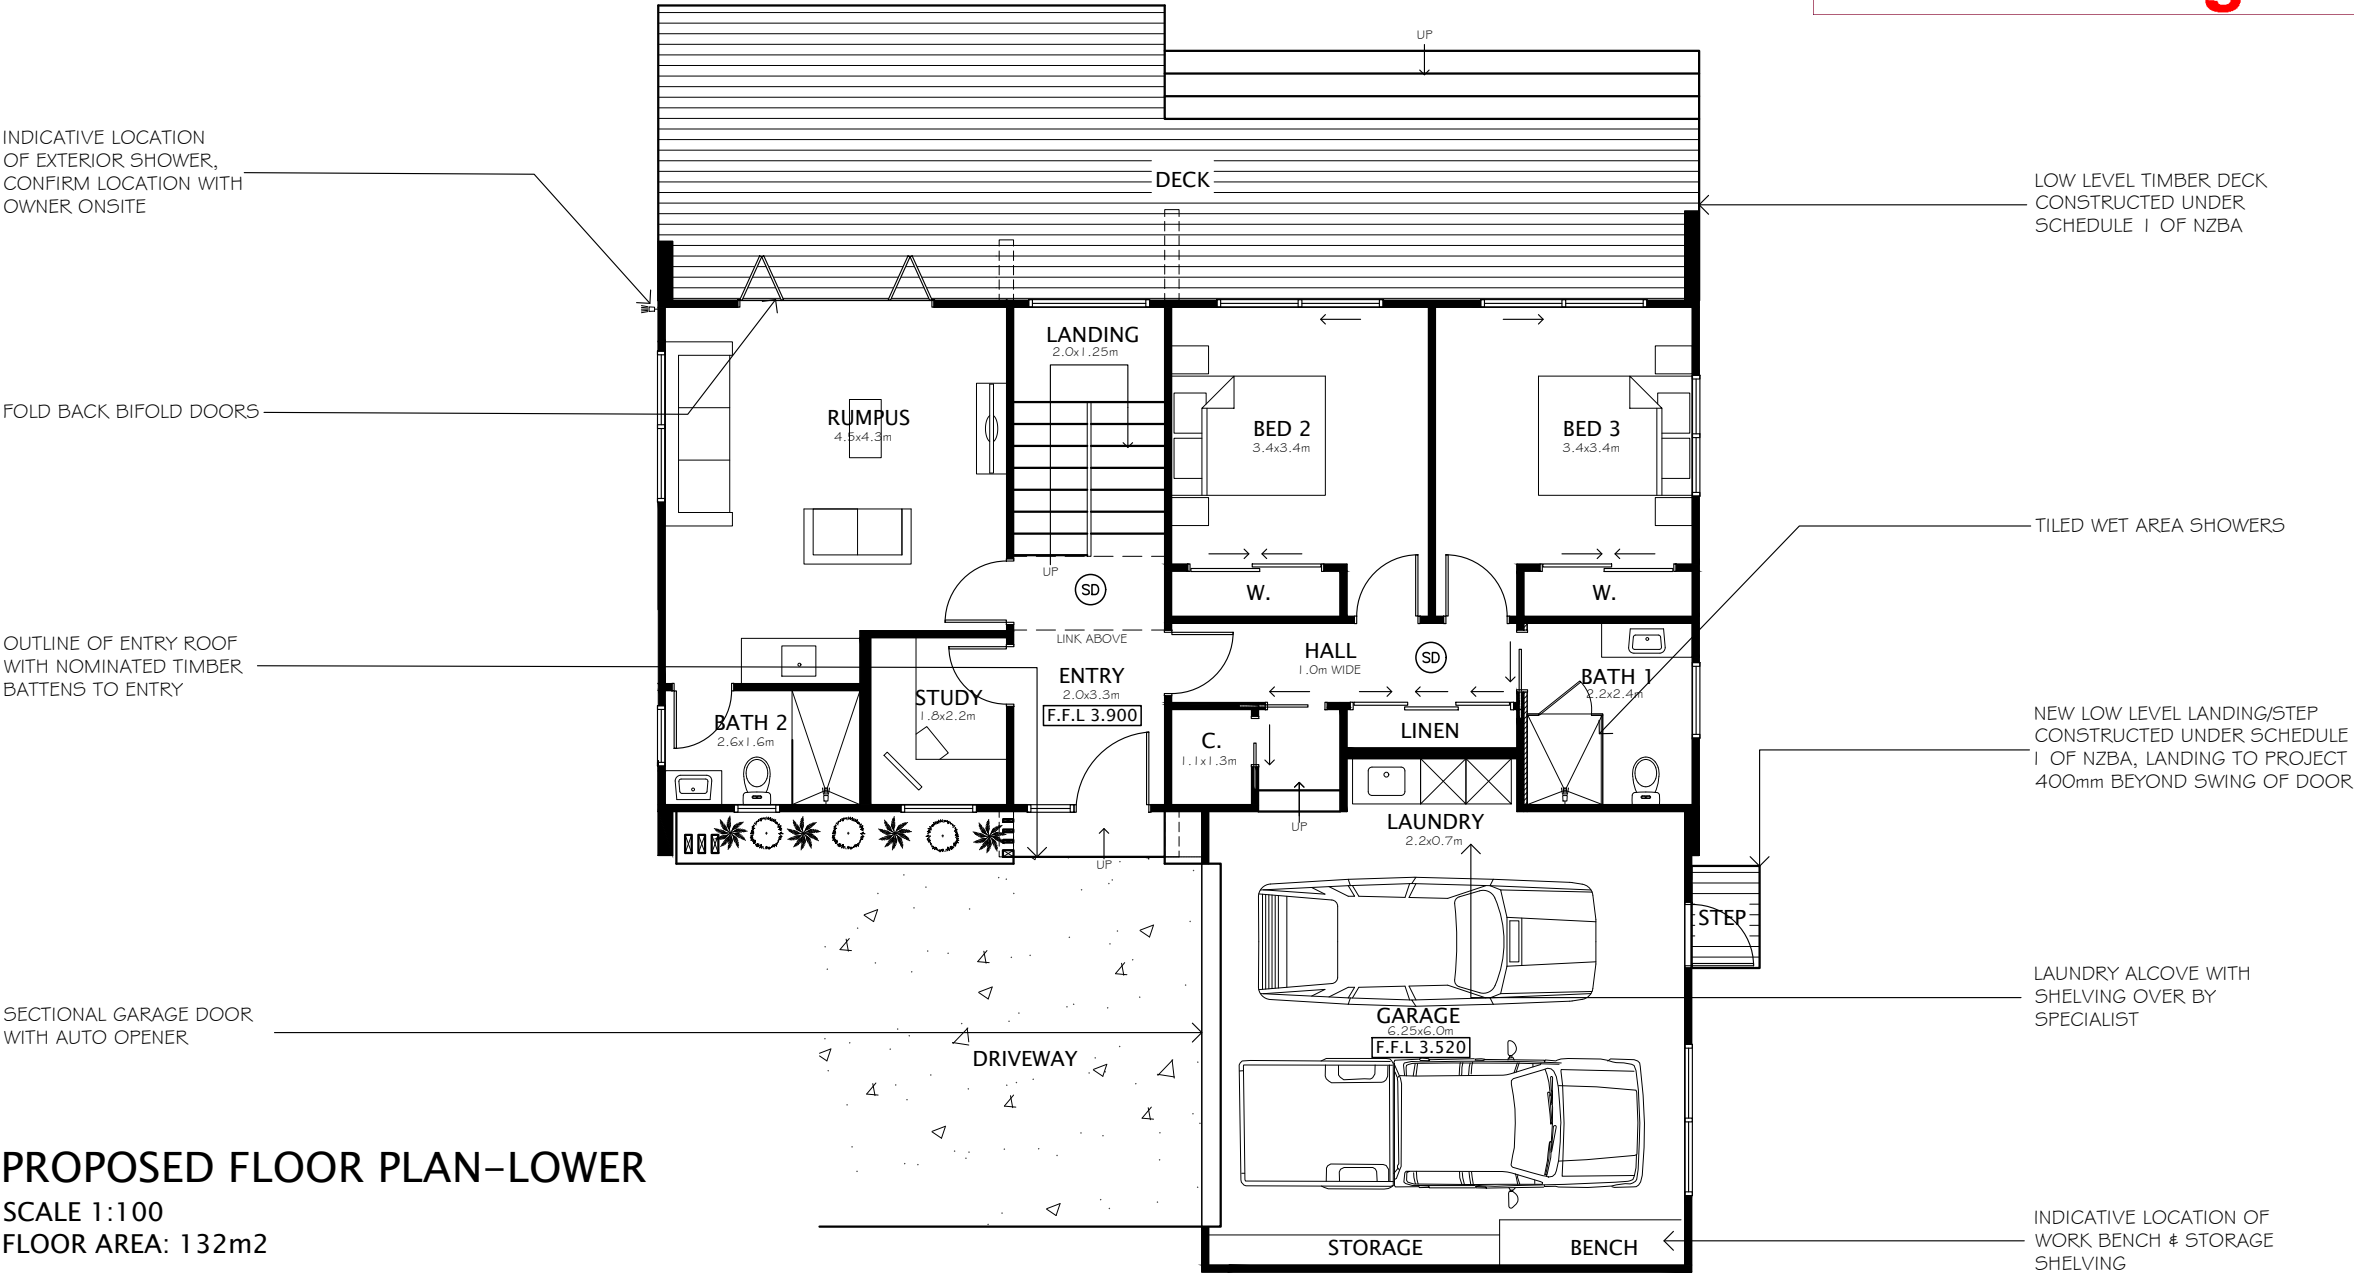 UP
INDICATIVE LOCATION
OF EXTERIOR SHOWER,
CONFIRM LOCATION WITH
OWNER ONSITE
DECK
LOW LEVEL TIMBER DECK
CONSTRUCTED UNDER
SCHEDULE 1 OF NZBA
LANDING
2.0x1.25m
FOLD BACK BIFOLD DOORS
RUMPUS
4.5x4.3m
BED 2
3.4x3.4m
BED 3
3.4x3.4m
TILED WET AREA SHOWERS
UP
SD
W.
W.
OUTLINE OF ENTRY ROOF
WITH NOMINATED TIMBER
BATTENS TO ENTRY
LINK ABOVE
HALL
1.0m WIDE
SD
ENTRY
2.0x3.3m
F.F.L 3.900
STUDY
1.8x2.2m
BATH 1
2.2x2.4m
BATH 2
2.6x1.6m
LINEN
C.
1.1x1.3m
NEW LOW LEVEL LANDING/STEP
CONSTRUCTED UNDER SCHEDULE
1 OF NZBA, LANDING TO PROJECT
400mm BEYOND SWING OF DOOR
UP
LAUNDRY
2.2x0.7m
UP
STEP
LAUNDRY ALCOVE WITH
SHELVING OVER BY
SPECIALIST
SECTIONAL GARAGE DOOR
WITH AUTO OPENER
GARAGE
6.25x6.0m
F.F.L 3.520
DRIVEWAY
PROPOSED FLOOR PLAN-LOWER
SCALE 1:100
FLOOR AREA: 132m2
STORAGE
BENCH
INDICATIVE LOCATION OF
WORK BENCH & STORAGE
SHELVING